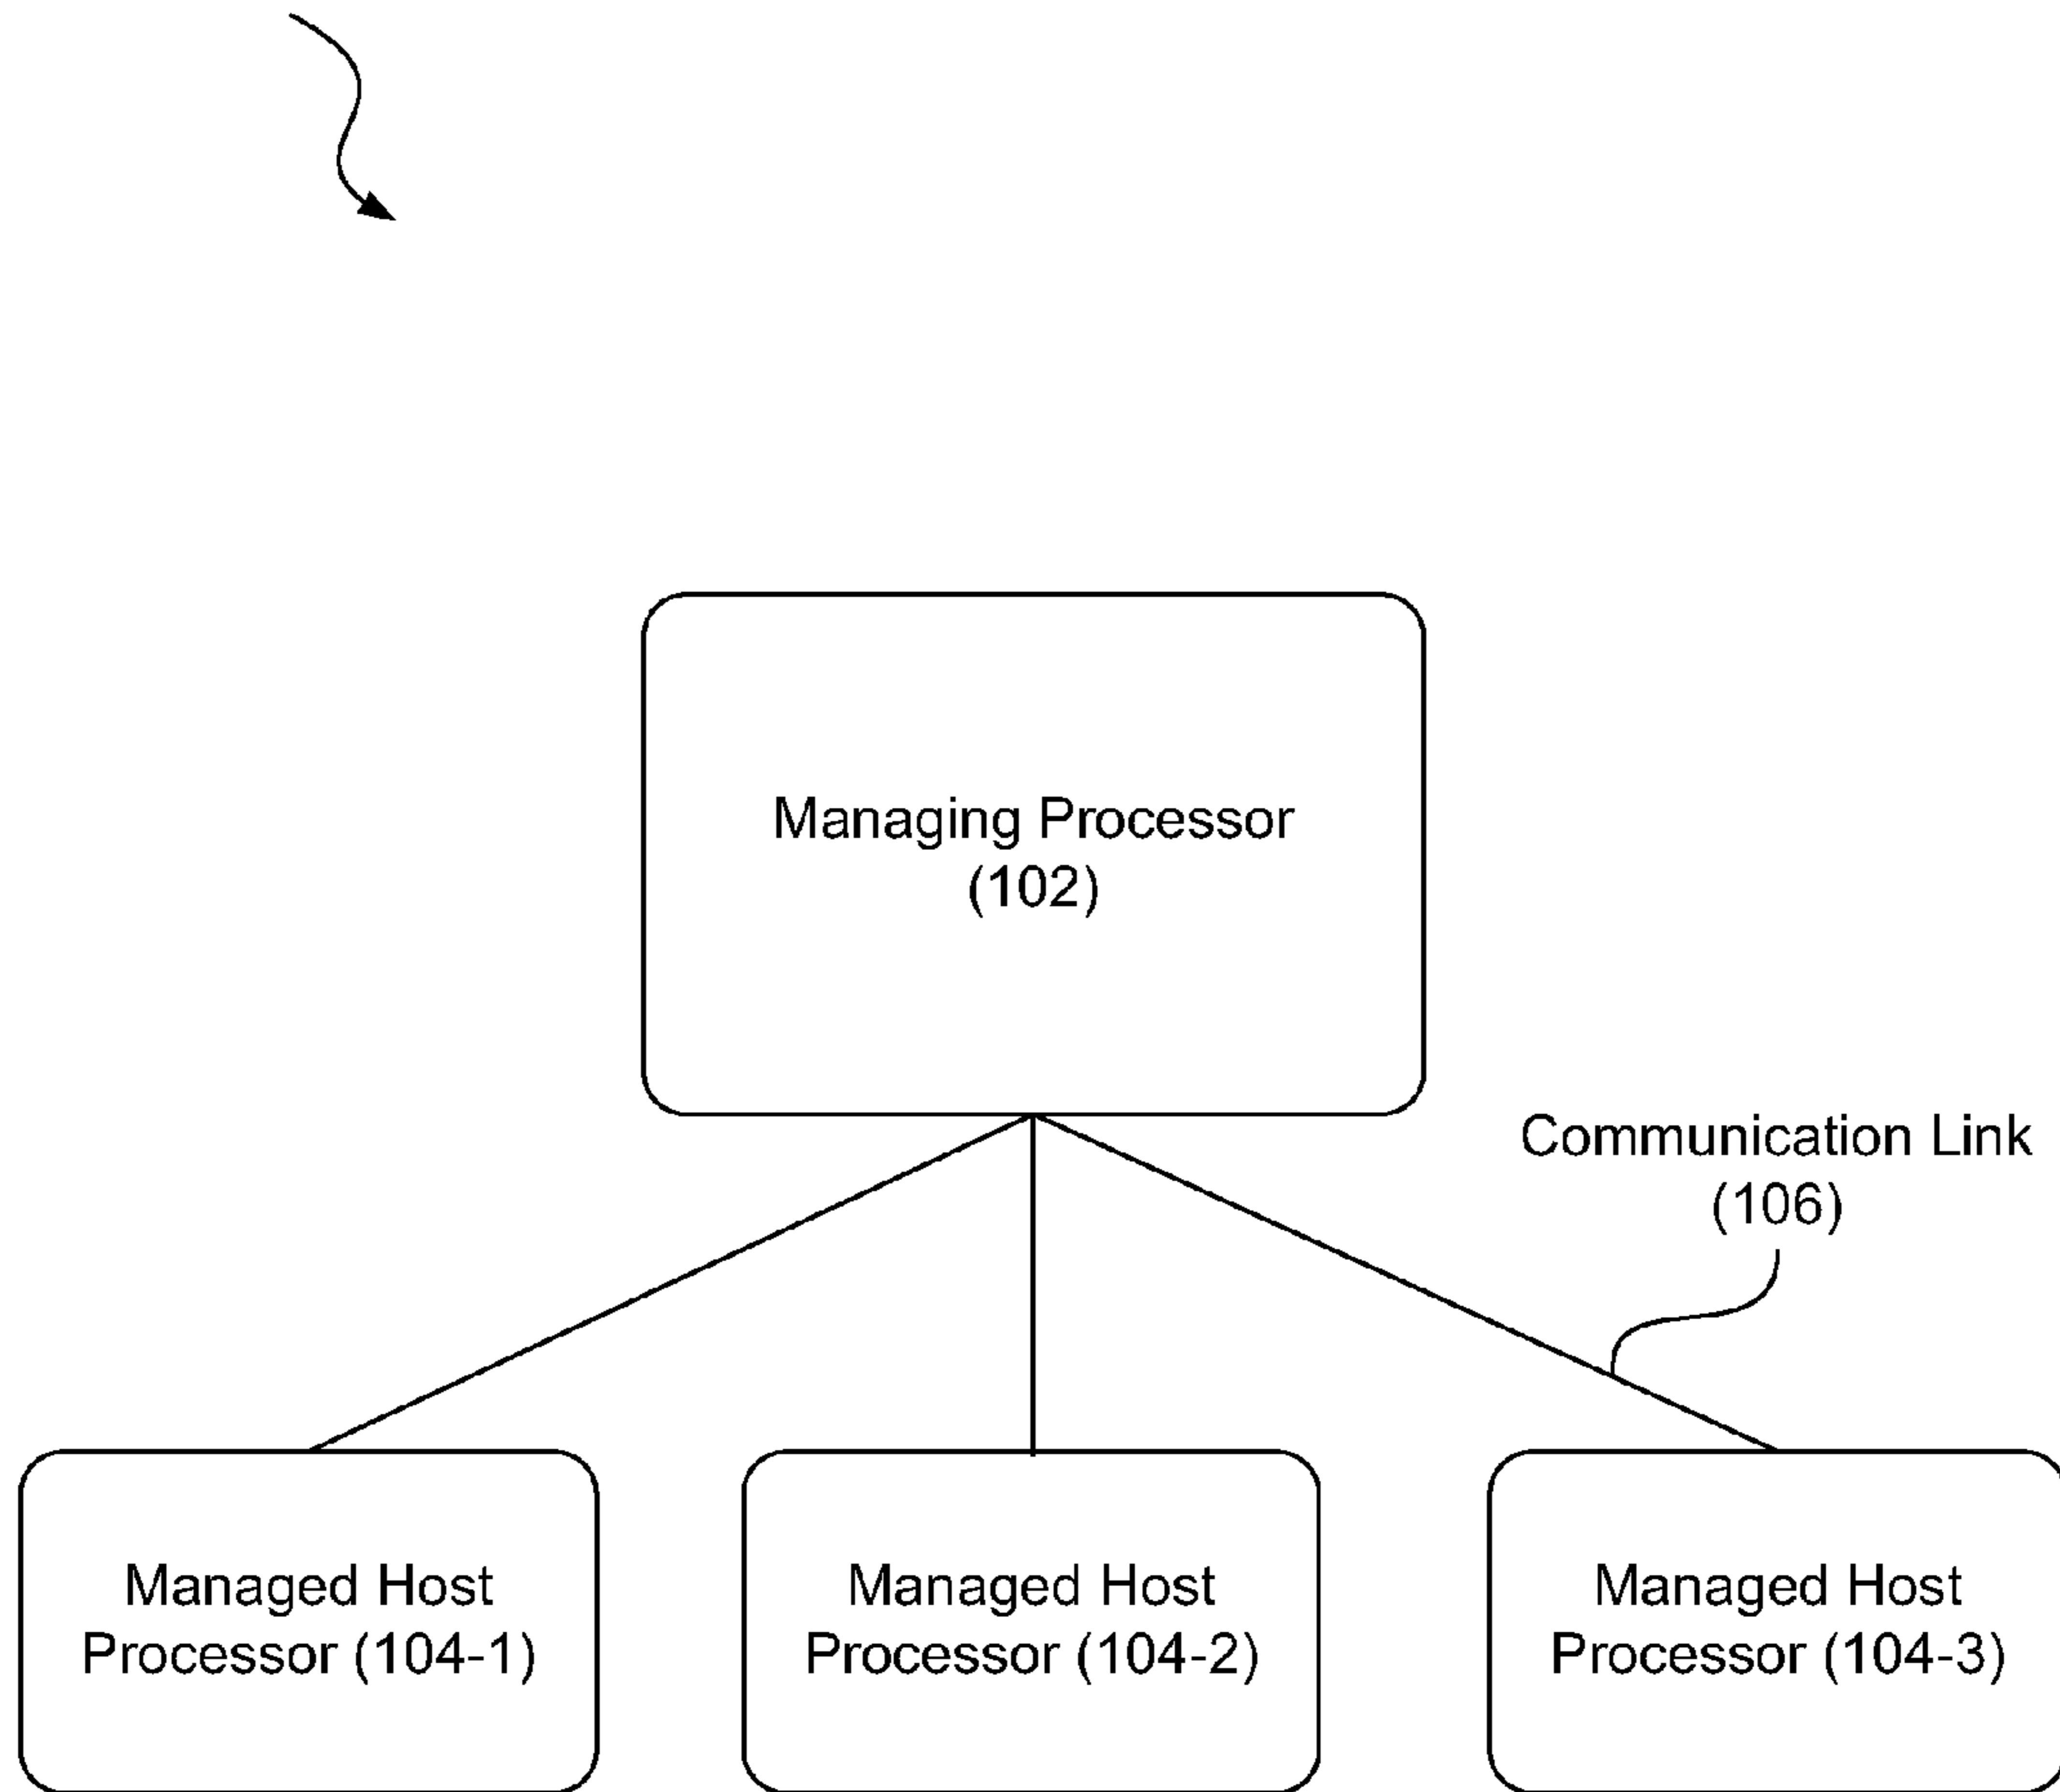 Managing Processor
(102)
Communication Link
(106)
Managed Host
Processor (104-1)
Managed Host
Processor (104-2)
Managed Host
Processor (104-3)